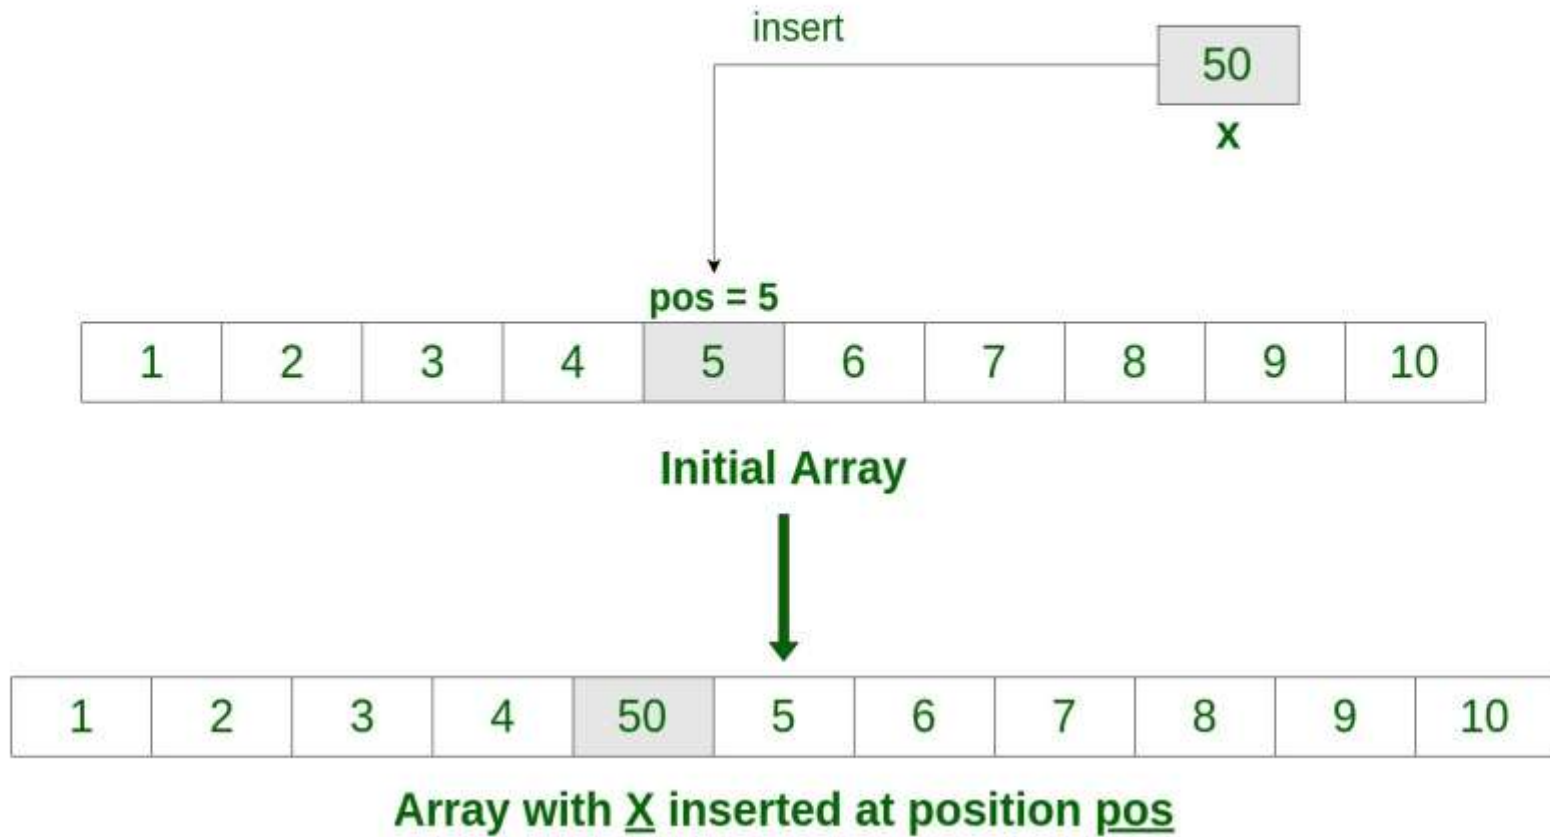 insert
50
x
pos = 5
1 2 3 4 5 6 7 8 9 10
Initial Array
1 2 3 4 50 5 6 7 8 9 10
Array with X inserted at position pos